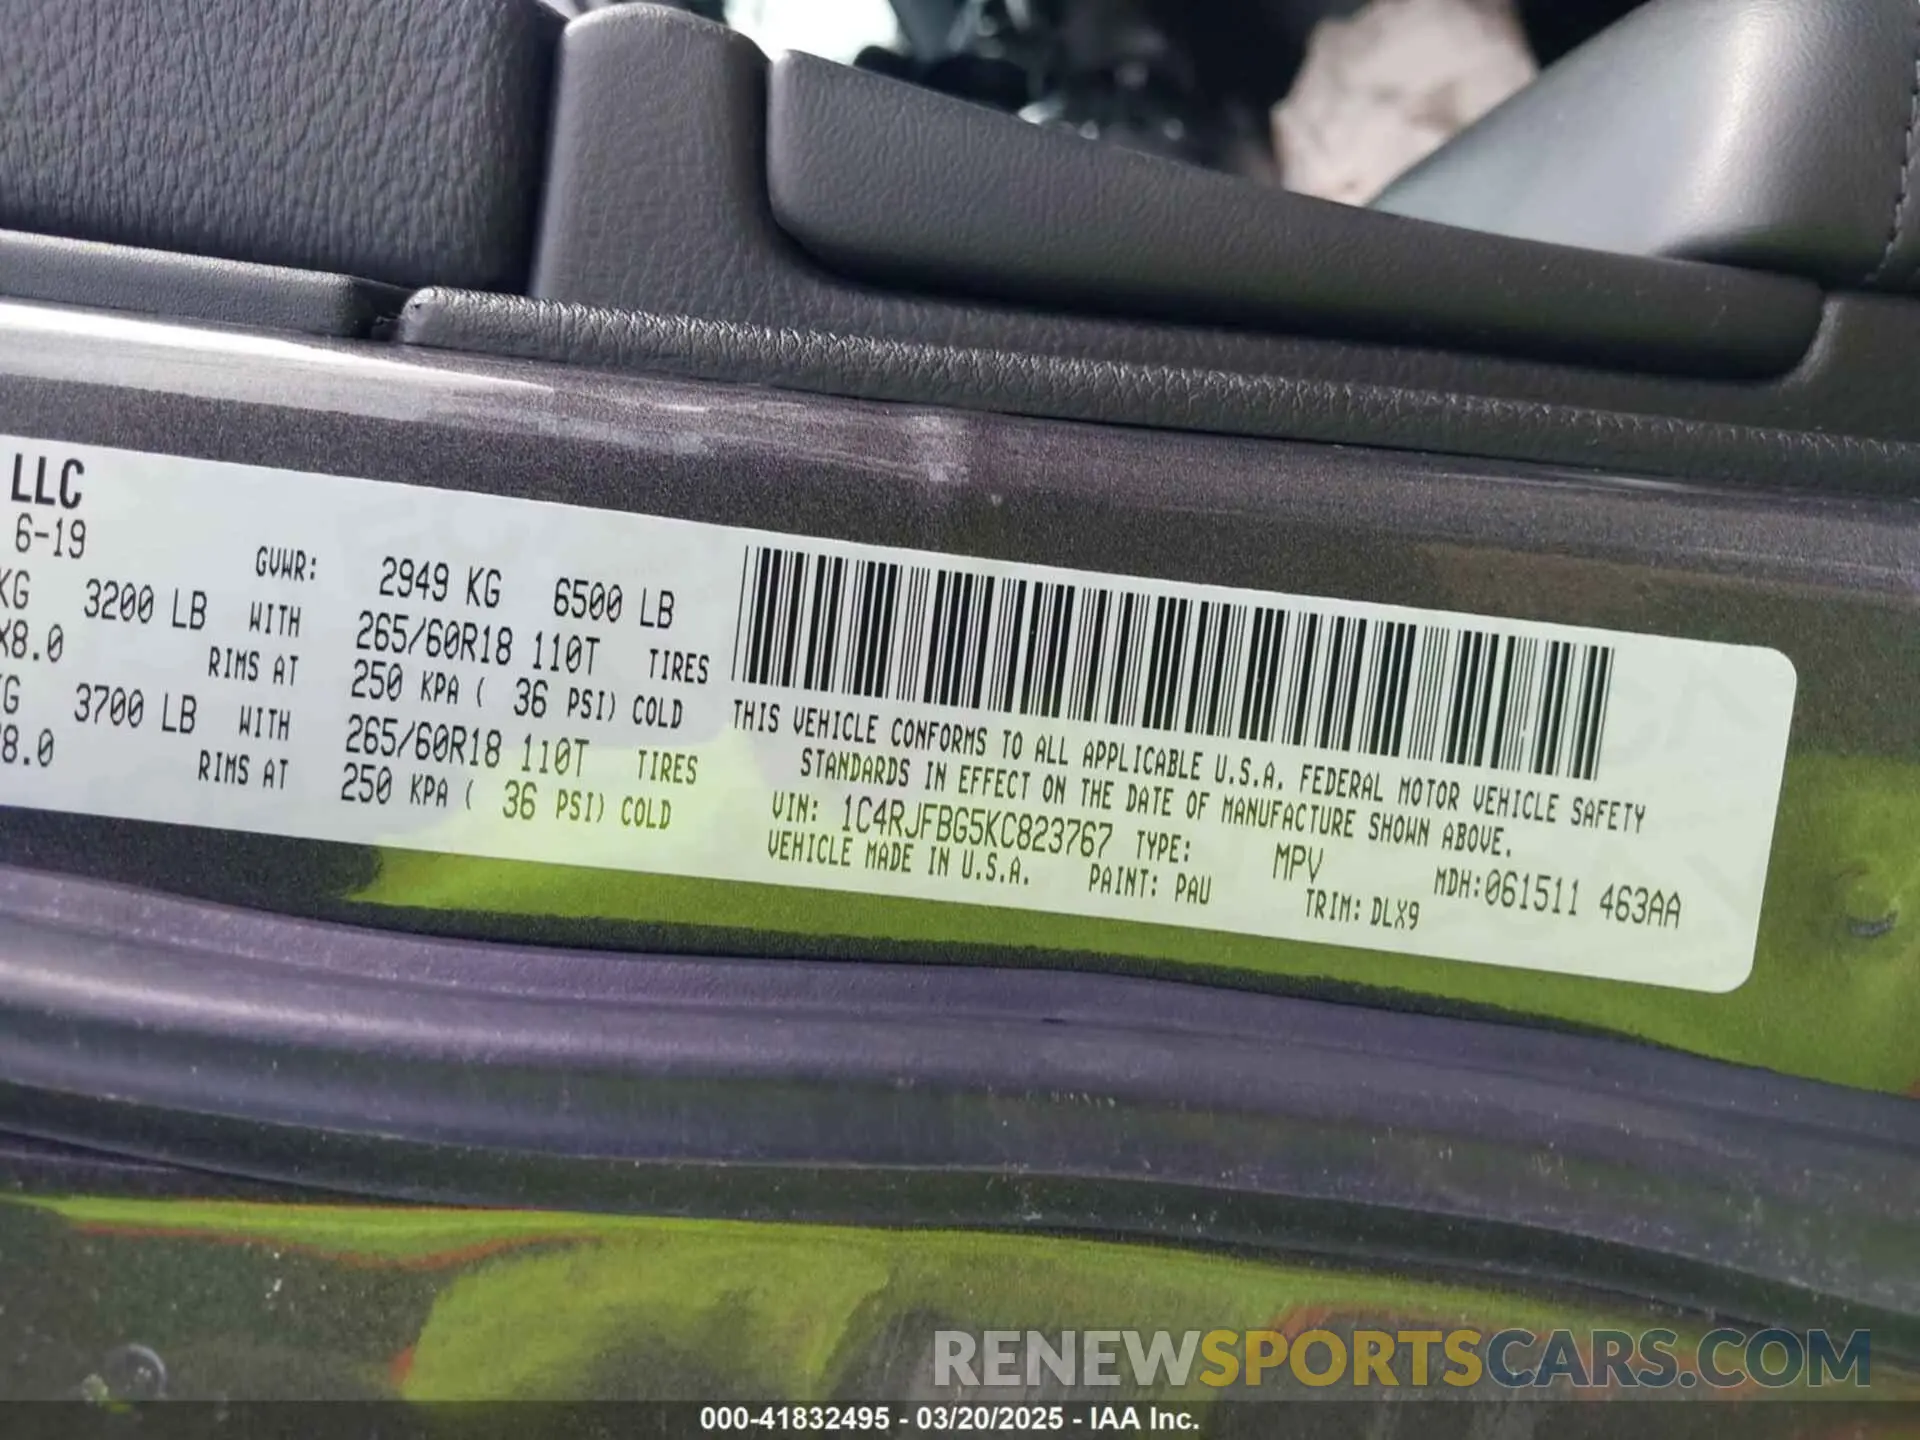 LLC
6-19
GVWR: 2949 KG 6500 LB
KG 3200 LB WITH 265/60R18 110T TIRES
X8.0 RIMS AT 250 KPA ( 36 PSI) COLD
KG 3700 LB WITH 265/60R18 110T TIRES
8.0 RIMS AT 250 KPA ( 36 PSI) COLD
THIS VEHICLE CONFORMS TO ALL APPLICABLE U.S.A. FEDERAL MOTOR VEHICLE SAFETY
STANDARDS IN EFFECT ON THE DATE OF MANUFACTURE SHOWN ABOVE.
VIN: 1C4RJFBG5KC823767 TYPE: MPV MDH:061511 463AA
VEHICLE MADE IN U.S.A. PAINT: PAU TRIM: DLX9
RENEWSPORTSCARS.COM
000-41832495 - 03/20/2025 - IAA Inc.